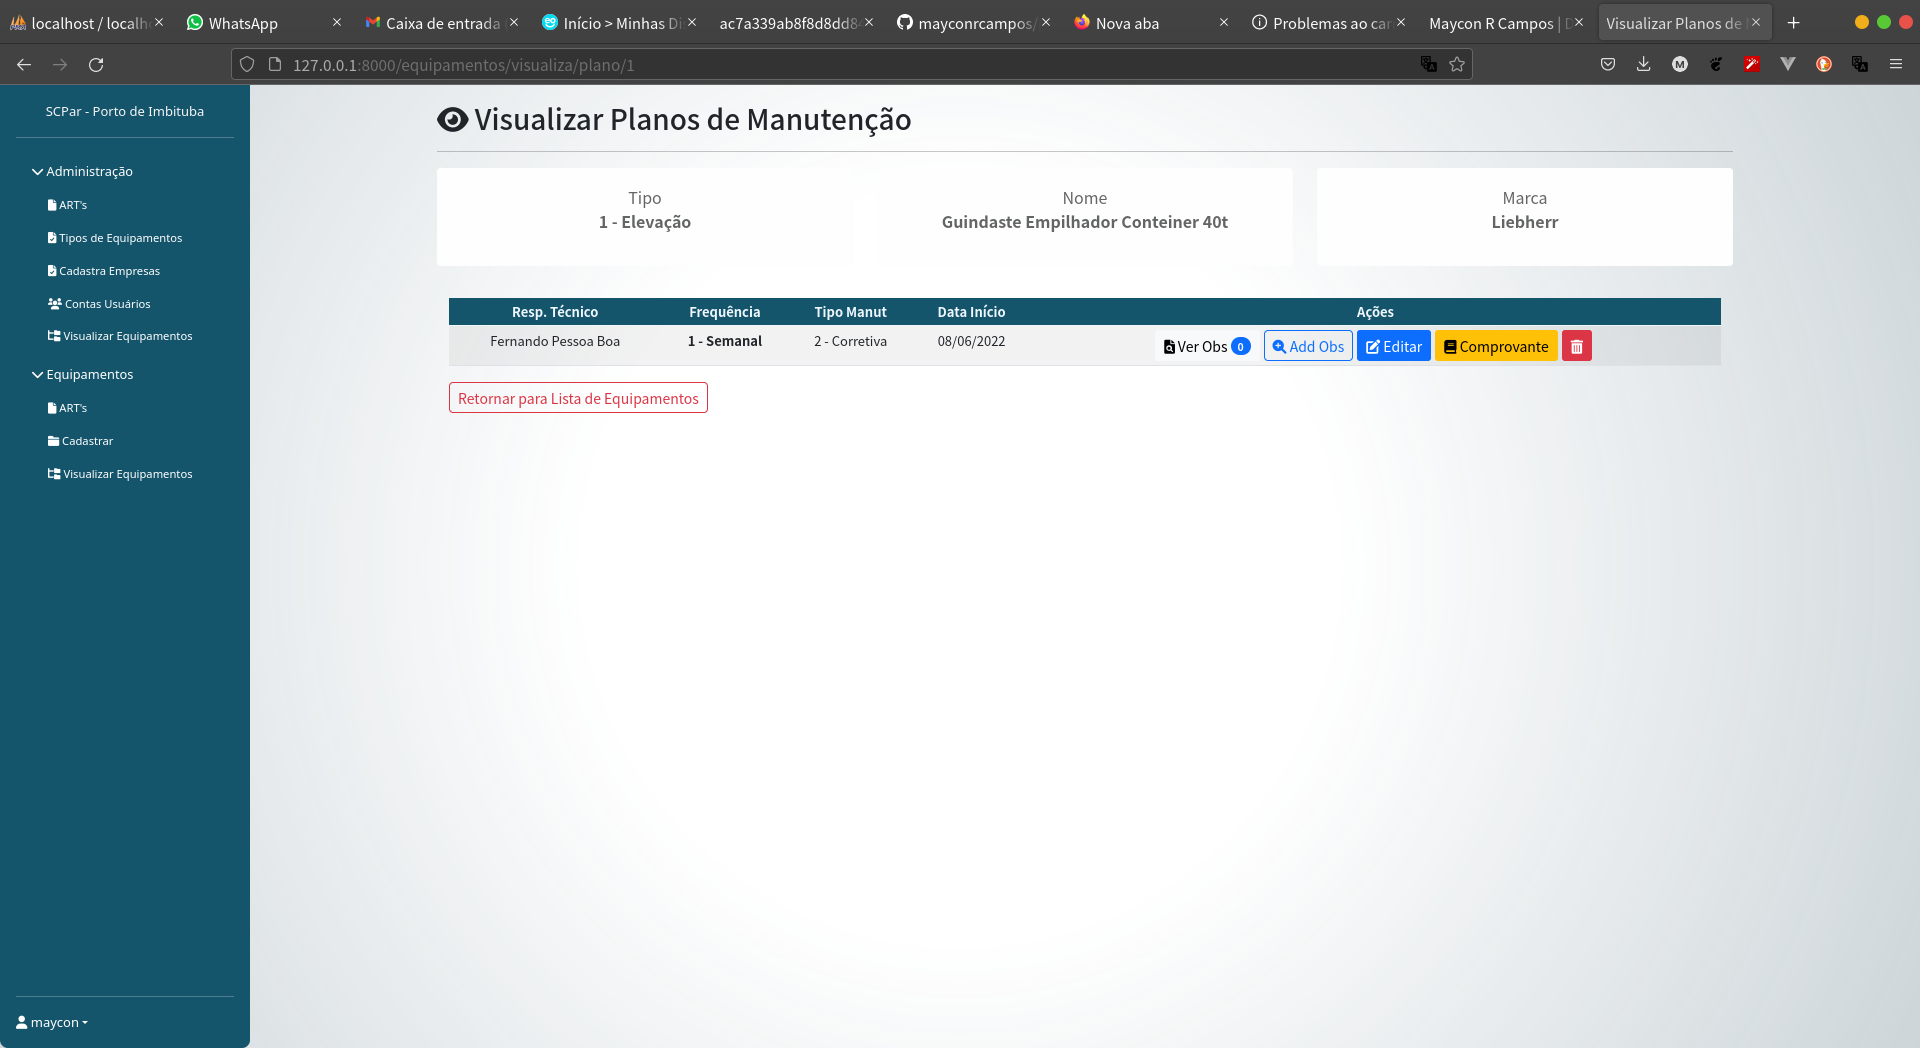 localhost / localh
WhatsApp
Caixa de entrada
Início > Minhas Di
ac7a339ab8f8d8dd8
mayconrcampos/
Nova aba
Problemas ao car
Maycon R Campos | D
Visualizar Planos de M
127.0.0.1:8000/equipamentos/visualiza/plano/1
SCPar - Porto de Imbituba
Administração
ART's
Tipos de Equipamentos
Cadastra Empresas
Contas Usuários
Visualizar Equipamentos
Equipamentos
ART's
Cadastrar
Visualizar Equipamentos
maycon
Visualizar Planos de Manutenção
Tipo
1 - Elevação
Nome
Guindaste Empilhador Conteiner 40t
Marca
Liebherr
Resp. Técnico Frequência Tipo Manut Data Início Ações
Fernando Pessoa Boa 1 - Semanal 2 - Corretiva 08/06/2022 Ver Obs 0 Add Obs Editar Comprovante
Retornar para Lista de Equipamentos